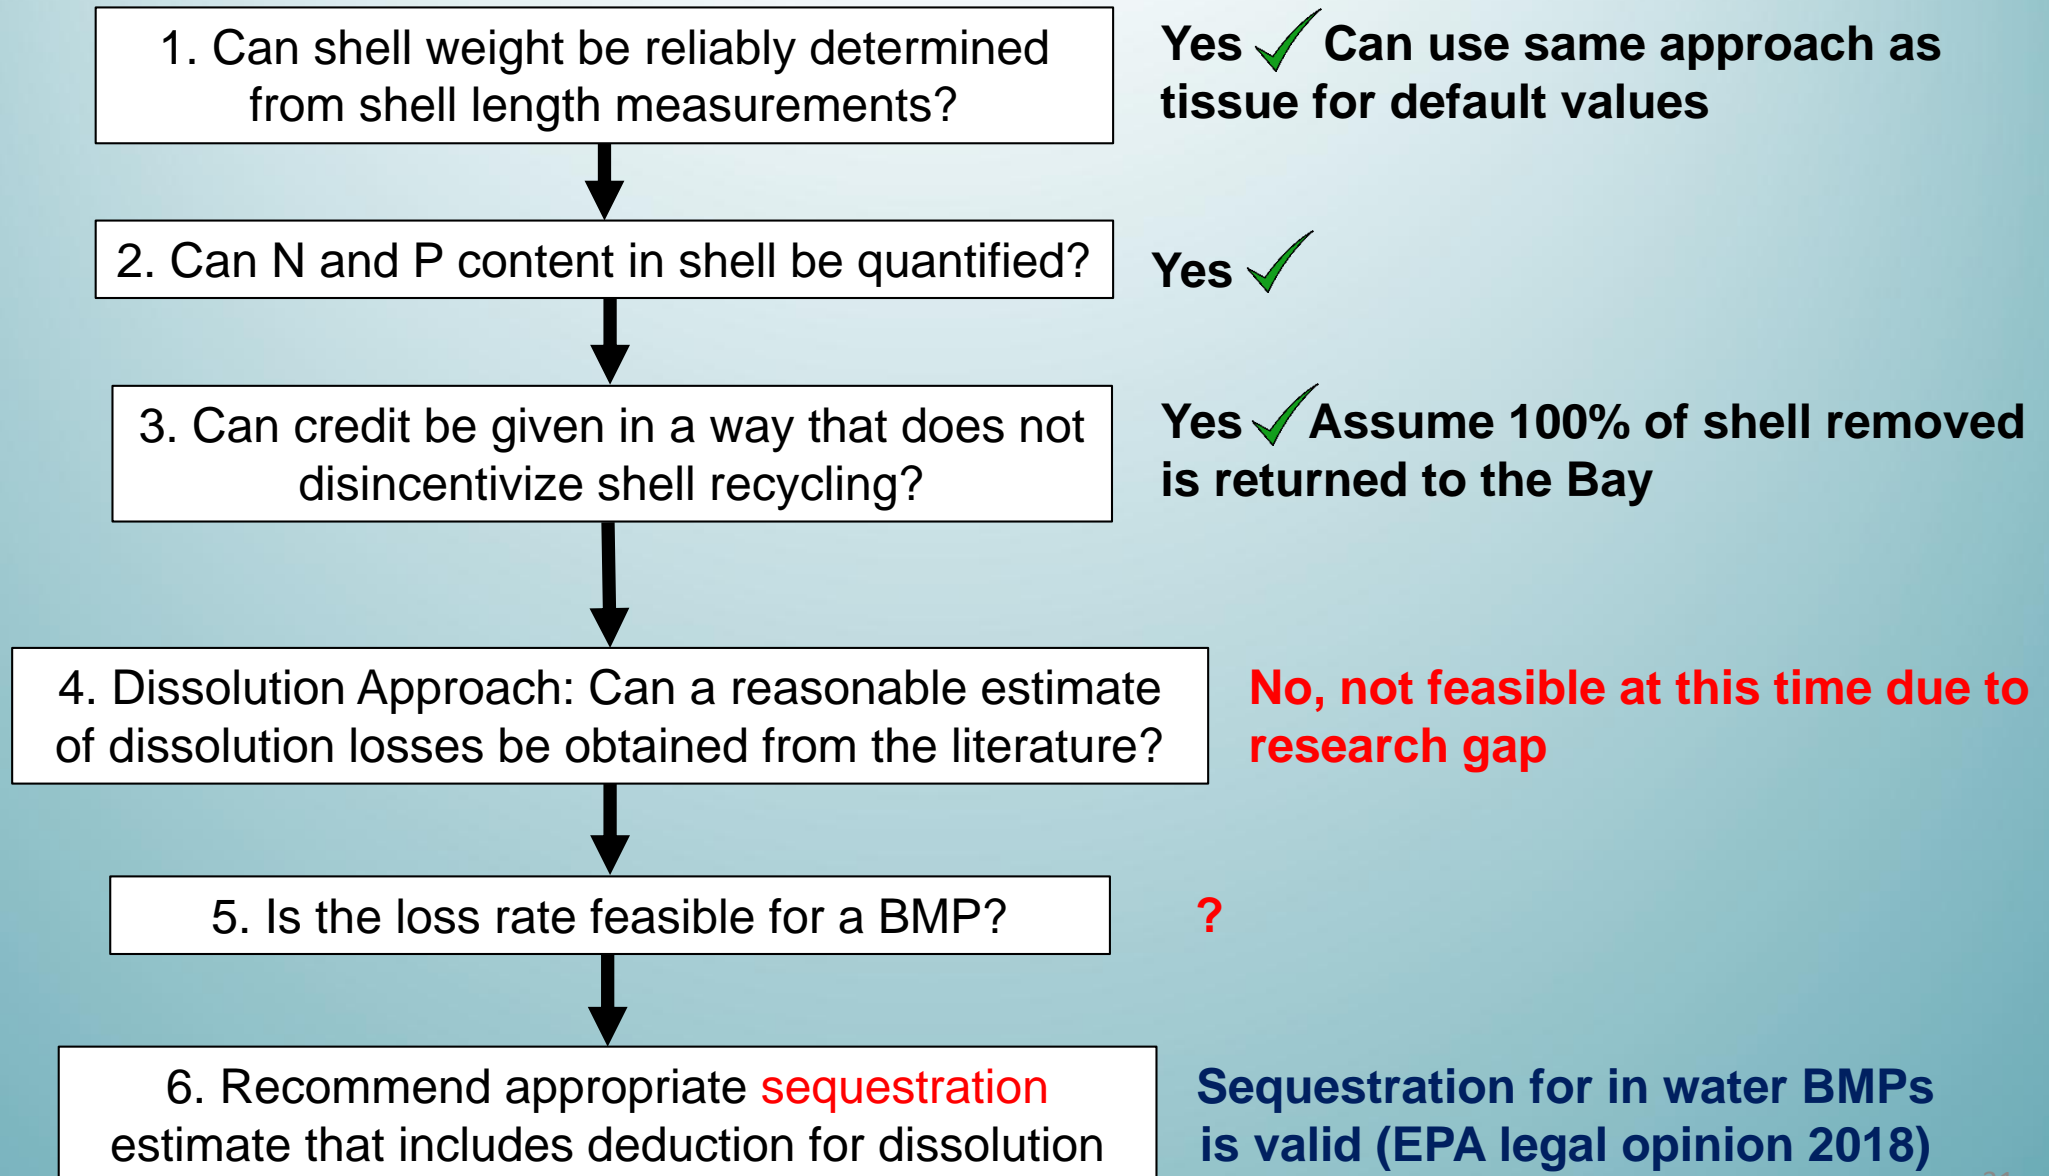 1. Can shell weight be reliably determined
from shell length measurements?
Yes Can use same approach as
tissue for default values
2. Can N and P content in shell be quantified?
Yes
3. Can credit be given in a way that does not
disincentivize shell recycling?
Yes Assume 100% of shell removed
is returned to the Bay
4. Dissolution Approach: Can a reasonable estimate
of dissolution losses be obtained from the literature?
No, not feasible at this time due to
research gap
5. Is the loss rate feasible for a BMP?
?
6. Recommend appropriate sequestration
estimate that includes deduction for dissolution
Sequestration for in water BMPs
is valid (EPA legal opinion 2018)